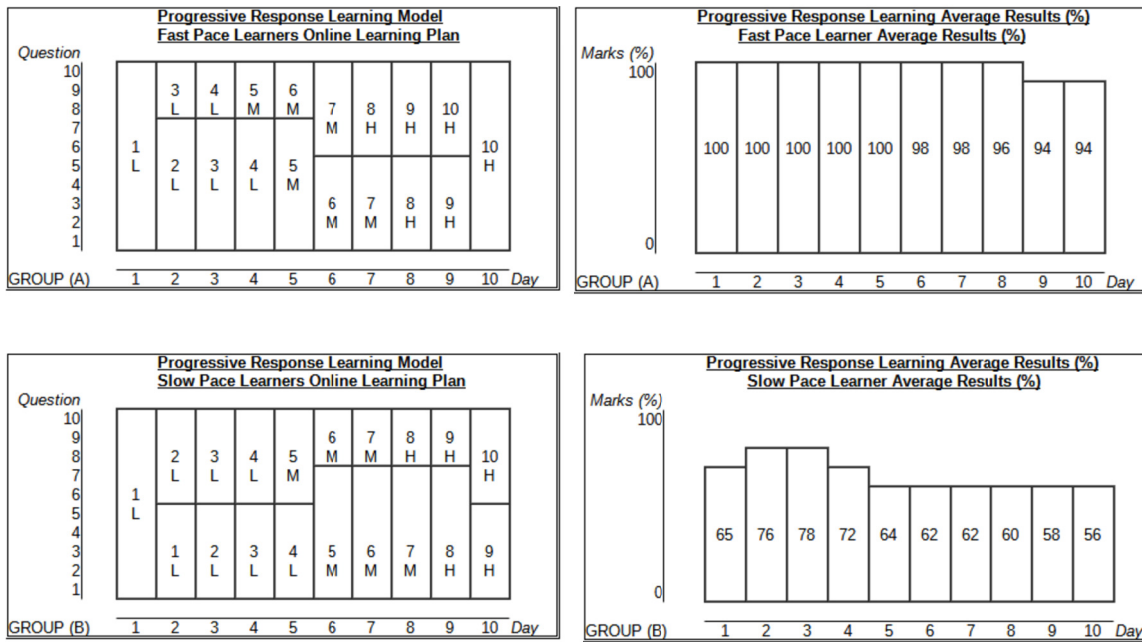 Progressive Response Learning Model
Fast Pace Learners Online Learning Plan
Question
10
9
8
7
6
5
4
3
2
1
3 4 5 6
L L M M
7 8 9 10
M H H H
1
L
10
H
2 3 4 5
L L L M
6 7 8 9
M M H H
GROUP (A) 1 2 3 4 5 6 7 8 9 10 Day
Progressive Response Learning Average Results (%)
Fast Pace Learner Average Results (%)
Marks (%)
100
100 100 100 100 100 98 98 96 94 94
0
GROUP (A) 1 2 3 4 5 6 7 8 9 10 Day
Progressive Response Learning Model
Slow Pace Learners Online Learning Plan
Question
10
9
8
7
6
5
4
3
2
1
6 7 8 9
M M H H
2 3 4 5
L L L M
10
H
1
L
1 2 3 4 5 6 7 8 9
L L L L M M M H H
GROUP (B) 1 2 3 4 5 6 7 8 9 10 Day
Progressive Response Learning Average Results (%)
Slow Pace Learner Average Results (%)
Marks (%)
100
65 76 78 72 64 62 62 60 58 56
0
GROUP (B) 1 2 3 4 5 6 7 8 9 10 Day